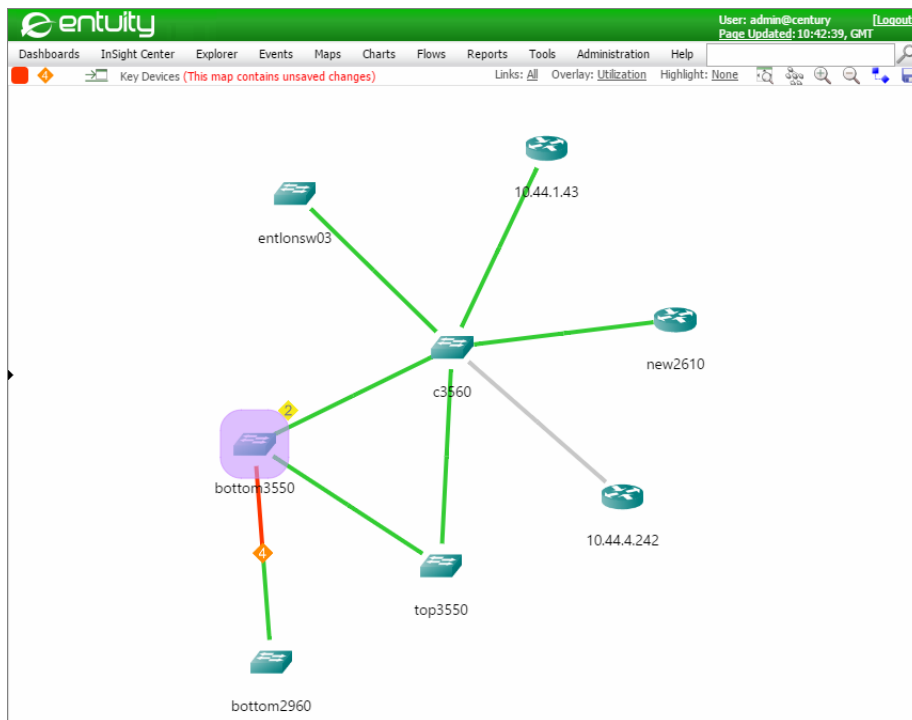 entuity
User: admin@century [Logout
Page Updated: 10:42:39, GMT
Dashboards InSight Center Explorer Events Maps Charts Flows Reports Tools Administration Help
4 Key Devices (This map contains unsaved changes) Links: All Overlay: Utilization Highlight: None
10.44.1.43
entlonsw03
new2610
c3560
2
bottom3550
10.44.4.242
4
top3550
bottom2960